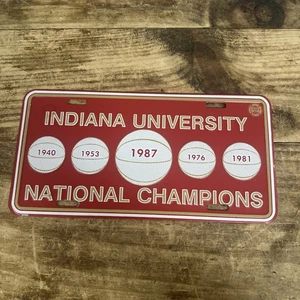 INDIANA UNIVERSITY
1940 1953 1987 1976 1981
NATIONAL CHAMPIONS